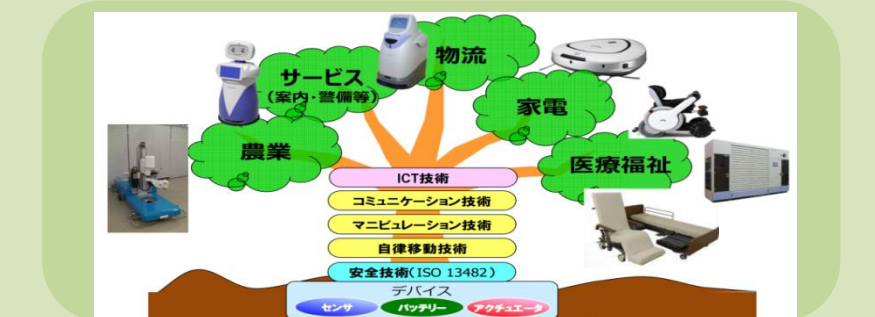 物流
サービス
(案内・警備等)
家電
農業
医療福祉
ICT技術
コミュニケーション技術
マニピュレーション技術
自律移動技術
安全技術(ISO 13482)
デバイス
センサ
バッテリー
アクチュエータ